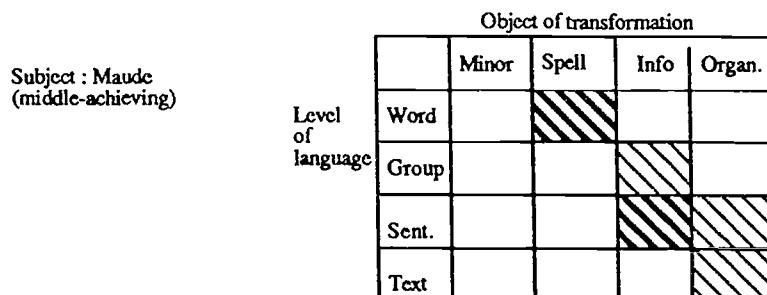 Object of transformation
Subject : Maude
(middle-achieving)
Minor Spell Info Organ.
Level
of
language
Word
Group
Sent.
Text